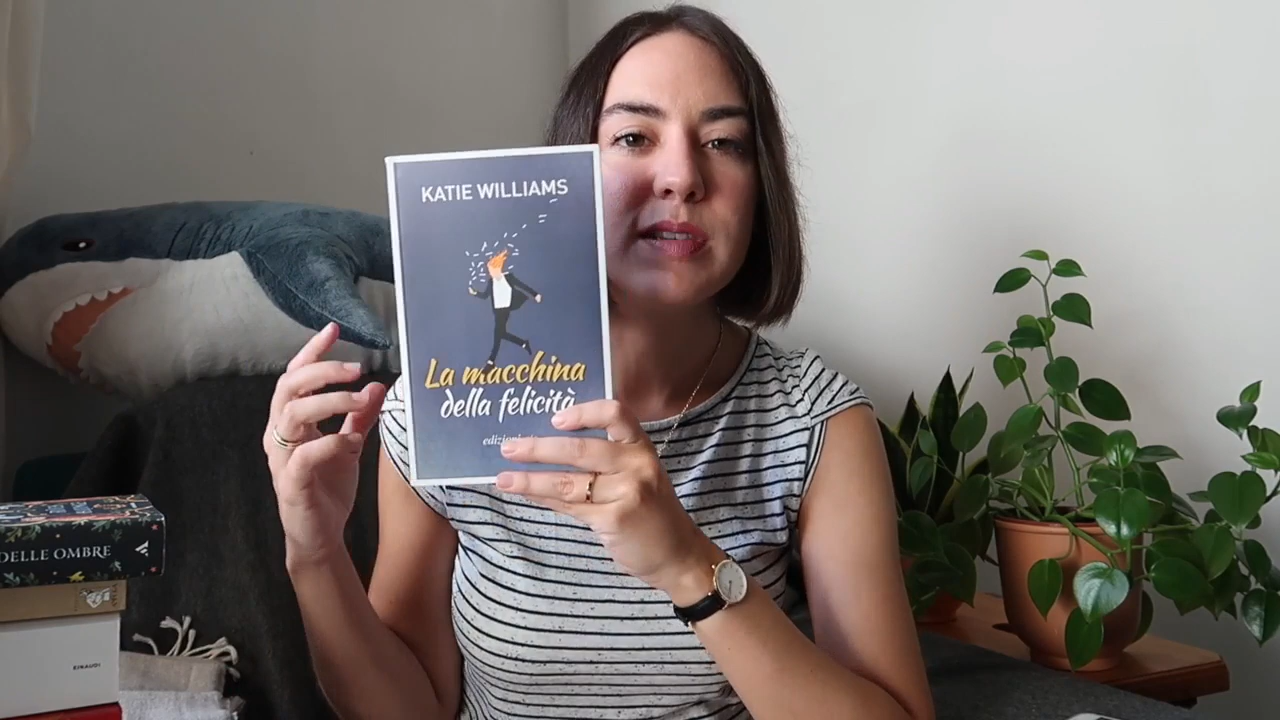 KATIE WILLIAMS
La macchina
della felicità
DELLE OMBRE
EINAUDI